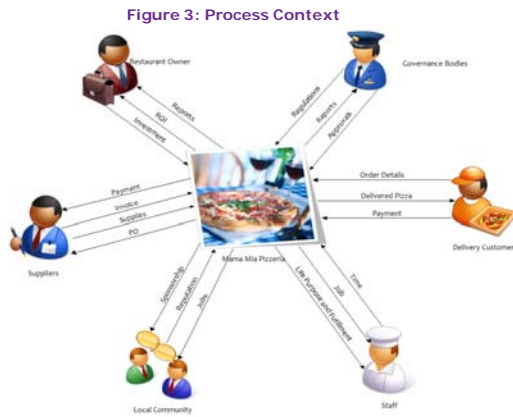 Figure 3: Process Context
Restaurant Owner
Governance Bodies
Reports
ROI
Investment
Regulations
Reports
Approvals
Payment
Invoice
Supplies
PO
Suppliers
Order Details
Delivered Pizza
Payment
Delivery Customer
Mama Mia Pizzeria
Sponsorship
Reputation
Jobs
Local Community
Time
Job
Life Purpose and Fulfillment
Staff